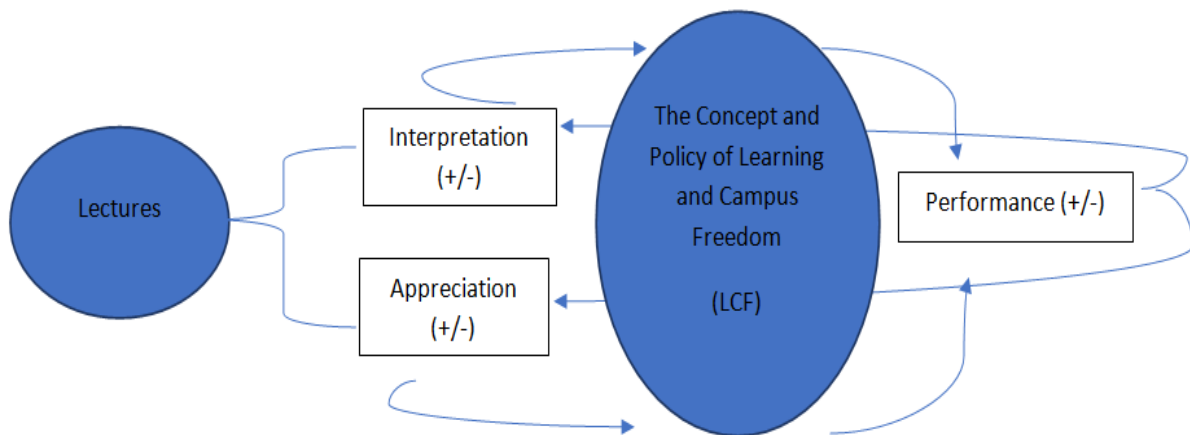 Lectures
Interpretation
(+/-)
Appreciation
(+/-)
The Concept and
Policy of Learning
and Campus
Freedom
(LCF)
Performance (+/-)